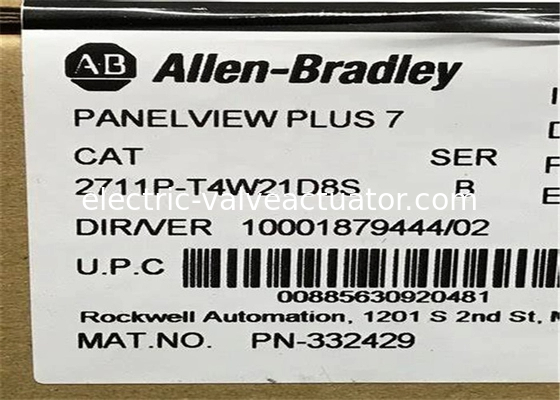 AB Allen-Bradley
PANELVIEW PLUS 7
CAT SER
2711P-T4W21D8S B
electric-valveactuator.com
DIR/VER 10001879444/02
U.P.C
00885630920481
Rockwell Automation, 1201 S 2nd St,
MAT.NO. PN-332429